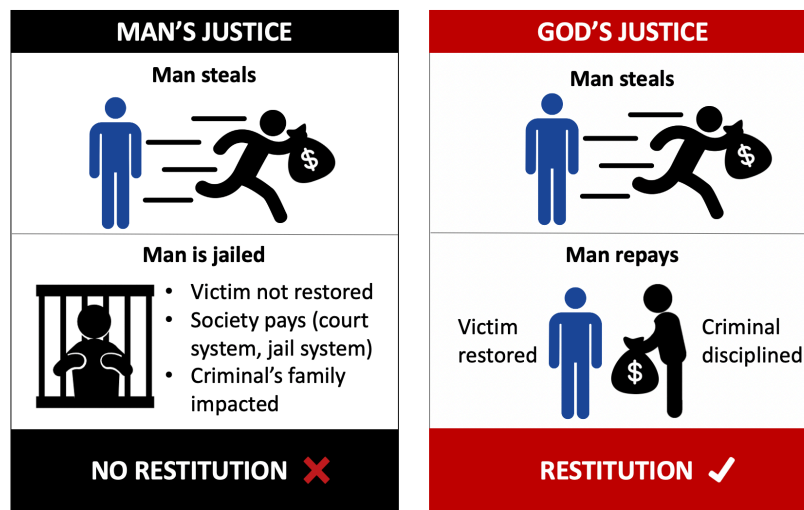 MAN'S JUSTICE
Man steals
$
Man is jailed
• Victim not restored
• Society pays (court
system, jail system)
• Criminal's family
impacted
NO RESTITUTION
GOD'S JUSTICE
Man steals
$
Man repays
Victim
restored
$
Criminal
disciplined
RESTITUTION